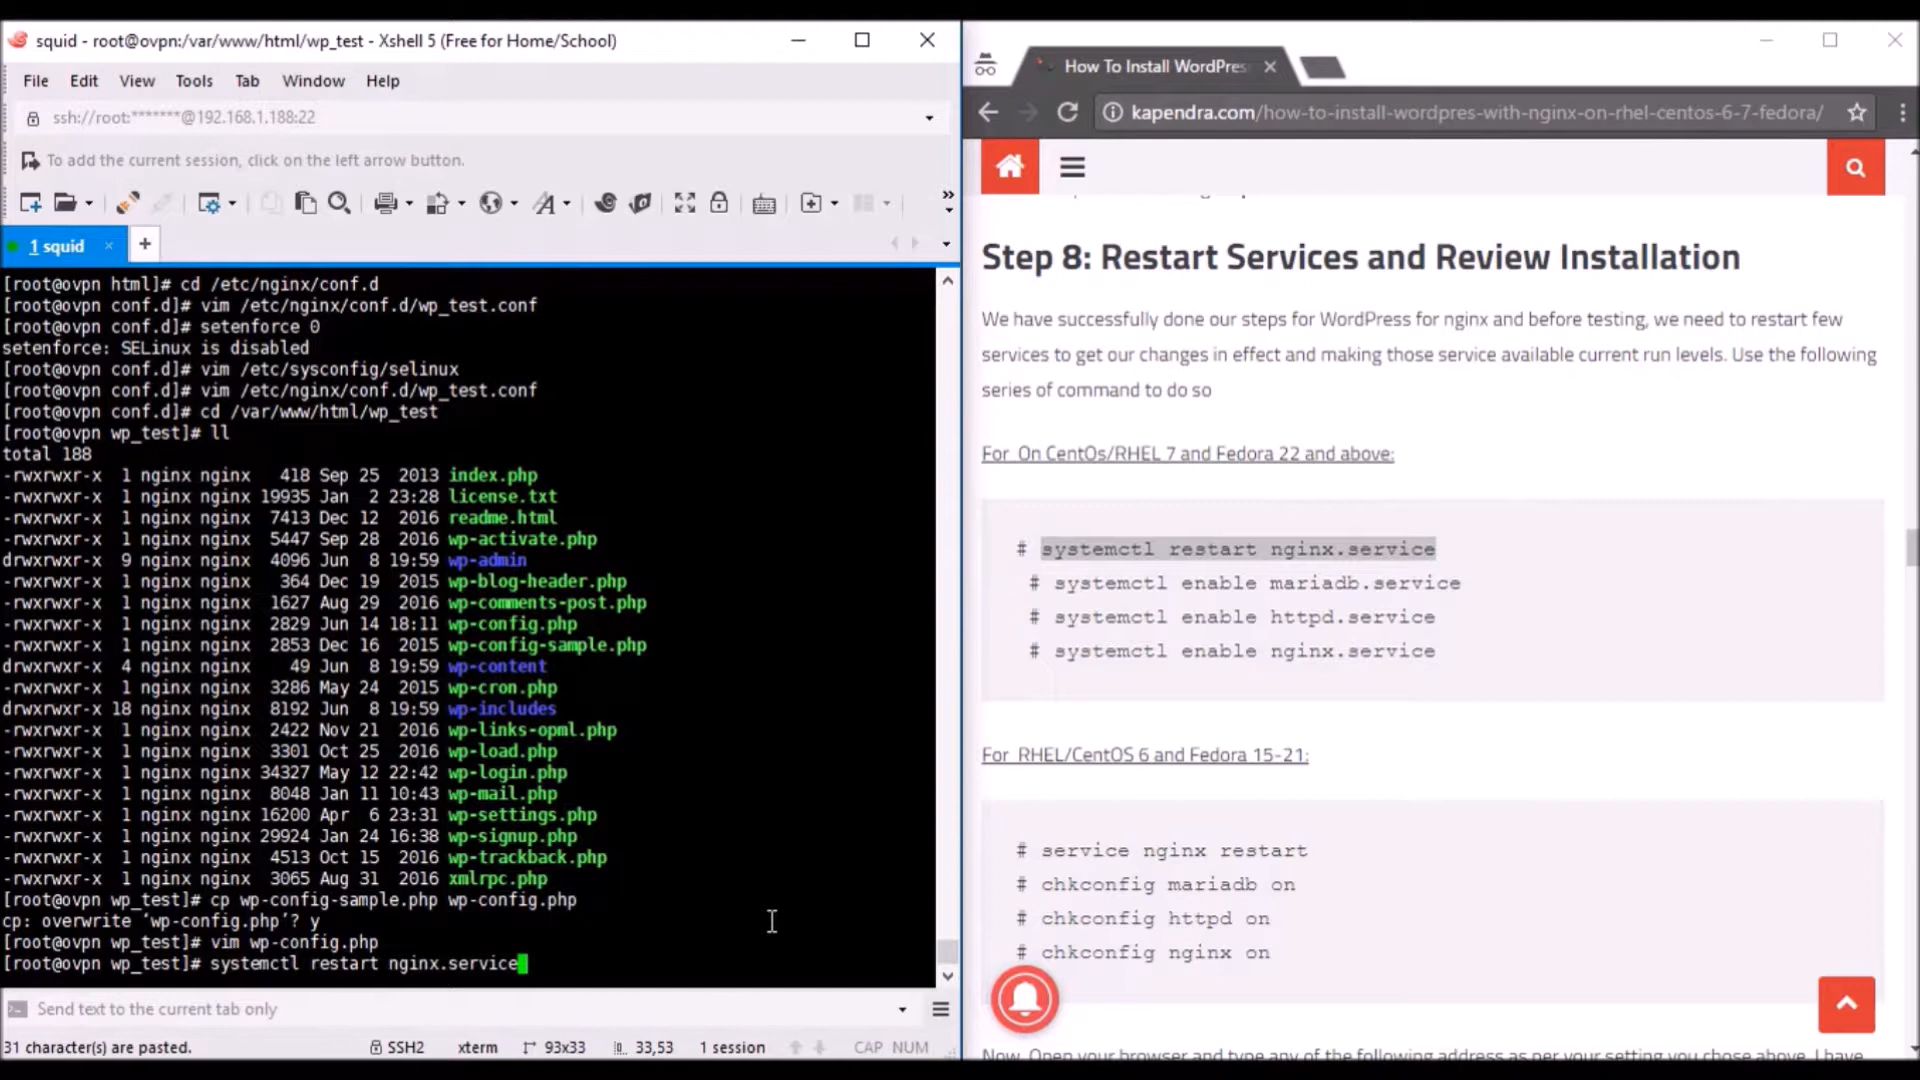 squid - root@ovpn:/var/www/html/wp_test - Xshell 5 (Free for Home/School)
File Edit View Tools Tab Window Help
ssh://root:*******@192.168.1.188:22
To add the current session, click on the left arrow button.
1 squid
[root@ovpn html]# cd /etc/nginx/conf.d
[root@ovpn conf.d]# vim /etc/nginx/conf.d/wp_test.conf
[root@ovpn conf.d]# setenforce 0
setenforce: SELinux is disabled
[root@ovpn conf.d]# vim /etc/sysconfig/selinux
[root@ovpn conf.d]# vim /etc/nginx/conf.d/wp_test.conf
[root@ovpn conf.d]# cd /var/www/html/wp_test
[root@ovpn wp_test]# ll
total 188
-rwxrwxr-x 1 nginx nginx 418 Sep 25 2013 index.php
-rwxrwxr-x 1 nginx nginx 19935 Jan 2 23:28 license.txt
-rwxrwxr-x 1 nginx nginx 7413 Dec 12 2016 readme.html
-rwxrwxr-x 1 nginx nginx 5447 Sep 28 2016 wp-activate.php
drwxrwxr-x 9 nginx nginx 4096 Jun 8 19:59 wp-admin
-rwxrwxr-x 1 nginx nginx 364 Dec 19 2015 wp-blog-header.php
-rwxrwxr-x 1 nginx nginx 1627 Aug 29 2016 wp-comments-post.php
-rwxrwxr-x 1 nginx nginx 2829 Jun 14 18:11 wp-config.php
-rwxrwxr-x 1 nginx nginx 2853 Dec 16 2015 wp-config-sample.php
drwxrwxr-x 4 nginx nginx 49 Jun 8 19:59 wp-content
-rwxrwxr-x 1 nginx nginx 3286 May 24 2015 wp-cron.php
drwxrwxr-x 18 nginx nginx 8192 Jun 8 19:59 wp-includes
-rwxrwxr-x 1 nginx nginx 2422 Nov 21 2016 wp-links-opml.php
-rwxrwxr-x 1 nginx nginx 3301 Oct 25 2016 wp-load.php
-rwxrwxr-x 1 nginx nginx 34327 May 12 22:42 wp-login.php
-rwxrwxr-x 1 nginx nginx 8048 Jan 11 10:43 wp-mail.php
-rwxrwxr-x 1 nginx nginx 16200 Apr 6 23:31 wp-settings.php
-rwxrwxr-x 1 nginx nginx 29924 Jan 24 16:38 wp-signup.php
-rwxrwxr-x 1 nginx nginx 4513 Oct 15 2016 wp-trackback.php
-rwxrwxr-x 1 nginx nginx 3065 Aug 31 2016 xmlrpc.php
[root@ovpn wp_test]# cp wp-config-sample.php wp-config.php
cp: overwrite ‘wp-config.php’? y
[root@ovpn wp_test]# vim wp-config.php
[root@ovpn wp_test]# systemctl restart nginx.service
Send text to the current tab only
31 character(s) are pasted. SSH2 xterm 93x33 33,53 1 session CAP NUM
How To Install WordPres
kapendra.com/how-to-install-wordpres-with-nginx-on-rhel-centos-6-7-fedora/
Step 8: Restart Services and Review Installation
We have successfully done our steps for WordPress for nginx and before testing, we need to restart few
services to get our changes in effect and making those service available current run levels. Use the following
series of command to do so
For On CentOs/RHEL 7 and Fedora 22 and above:
# systemctl restart nginx.service
# systemctl enable mariadb.service
# systemctl enable httpd.service
# systemctl enable nginx.service
For RHEL/CentOS 6 and Fedora 15-21:
# service nginx restart
# chkconfig mariadb on
# chkconfig httpd on
# chkconfig nginx on
Now, Open your browser and type any of the following address as per your setting you chose above, I have